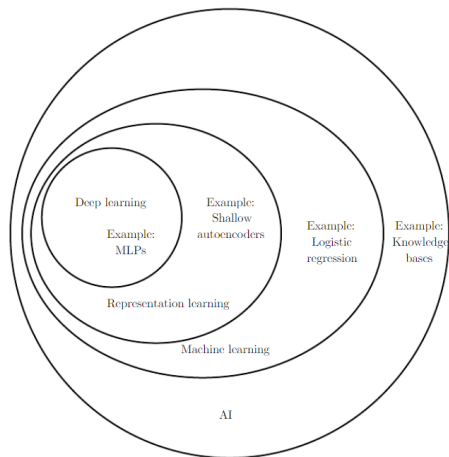 Deep learning
Example:
MLPs
Example:
Shallow
autoencoders
Example:
Logistic
regression
Example:
Knowledge
bases
Representation learning
Machine learning
AI